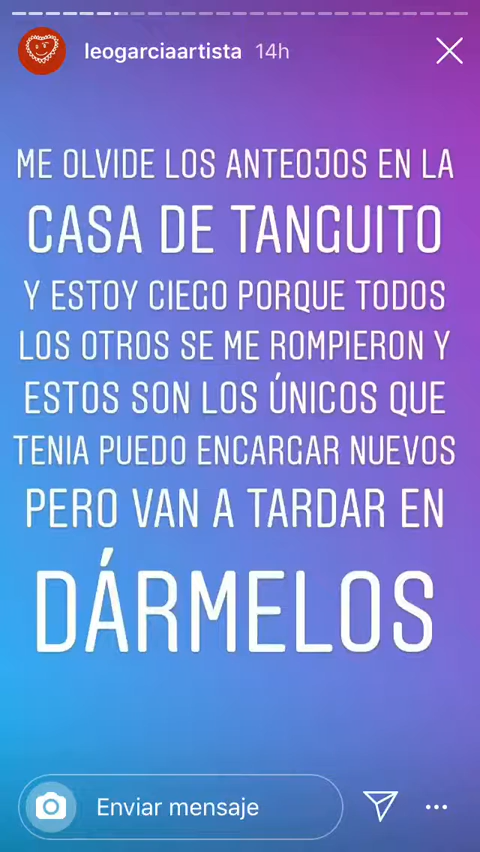 leogarciaartista 14h
ME OLVIDE LOS ANTEOJOS EN LA
CASA DE TANGUITO
Y ESTOY CIEGO PORQUE TODOS
LOS OTROS SE ME ROMPIERON Y
ESTOS SON LOS ÚNICOS QUE
TENIA PUEDO ENCARGAR NUEVOS
PERO VAN A TARDAR EN
DÁRMELOS
Enviar mensaje